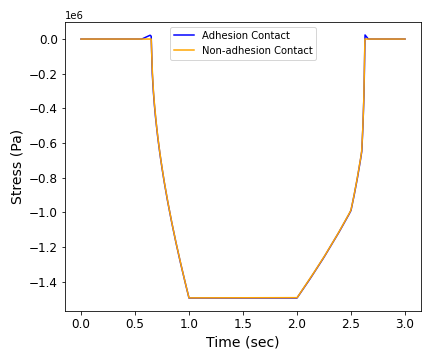 1e6
Adhesion Contact
Non-adhesion Contact
0.0
−0.2
−0.4
−0.6
−0.8
−1.0
−1.2
−1.4
Stress (Pa)
0.0 0.5 1.0 1.5 2.0 2.5 3.0
Time (sec)